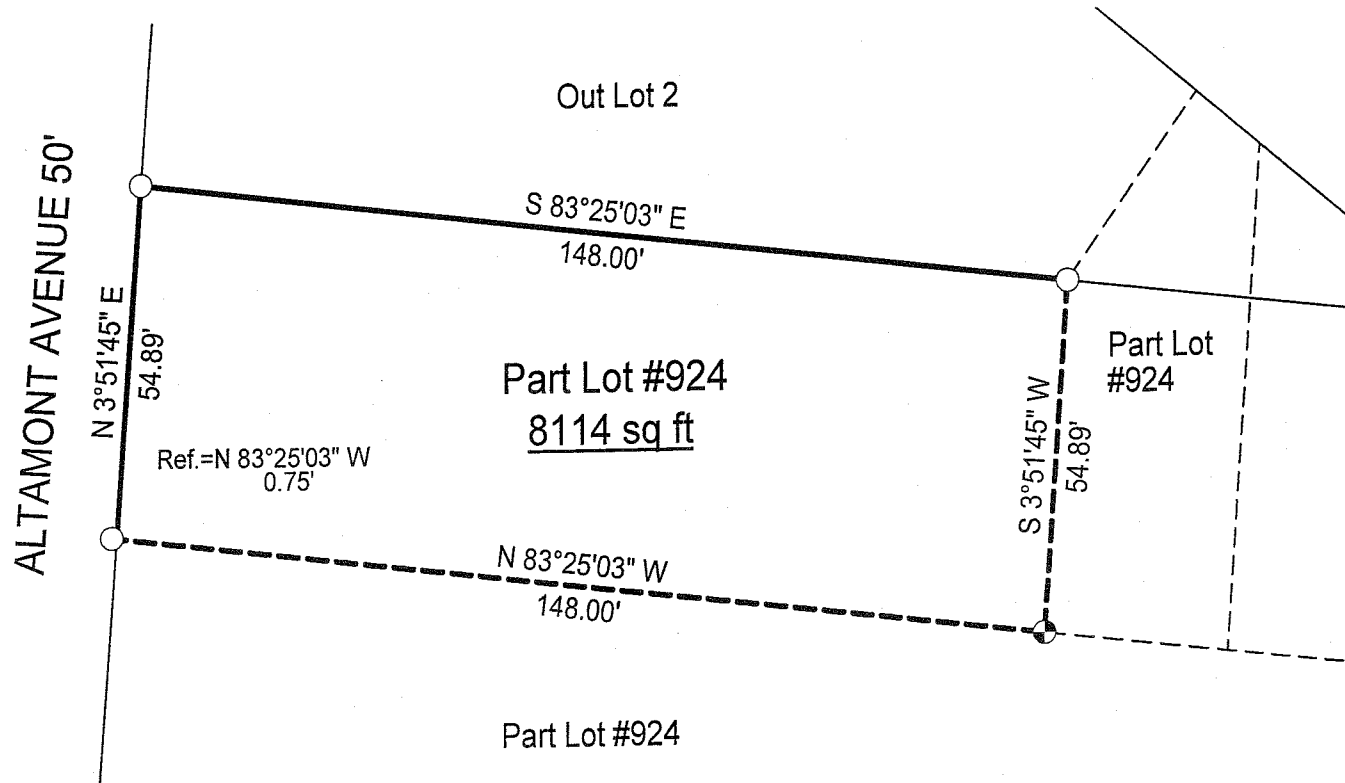 Out Lot 2
ALTAMONT AVENUE 50'
S 83°25'03" E
148.00'
N 3°51'45" E
54.89'
Part Lot #924
8114 sq ft
Part Lot
#924
S 3°51'45" W
54.89'
Ref.=N 83°25'03" W
0.75'
N 83°25'03" W
148.00'
Part Lot #924